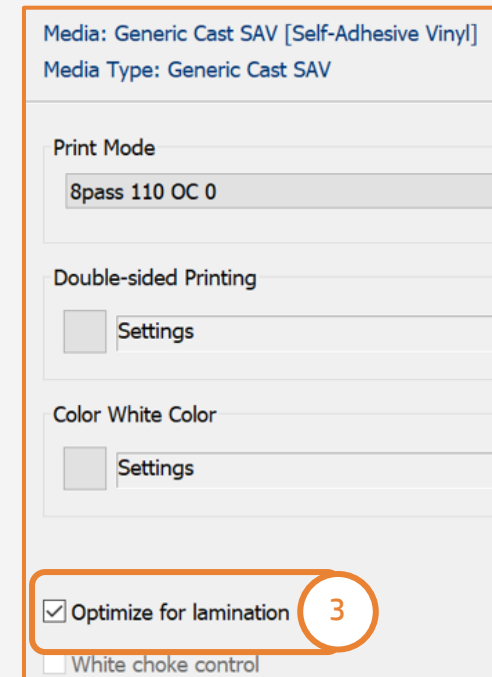 Media: Generic Cast SAV [Self-Adhesive Vinyl]
Media Type: Generic Cast SAV
Print Mode
8pass 110 OC 0
Double-sided Printing
Settings
Color White Color
Settings
Optimize for lamination 3
White choke control